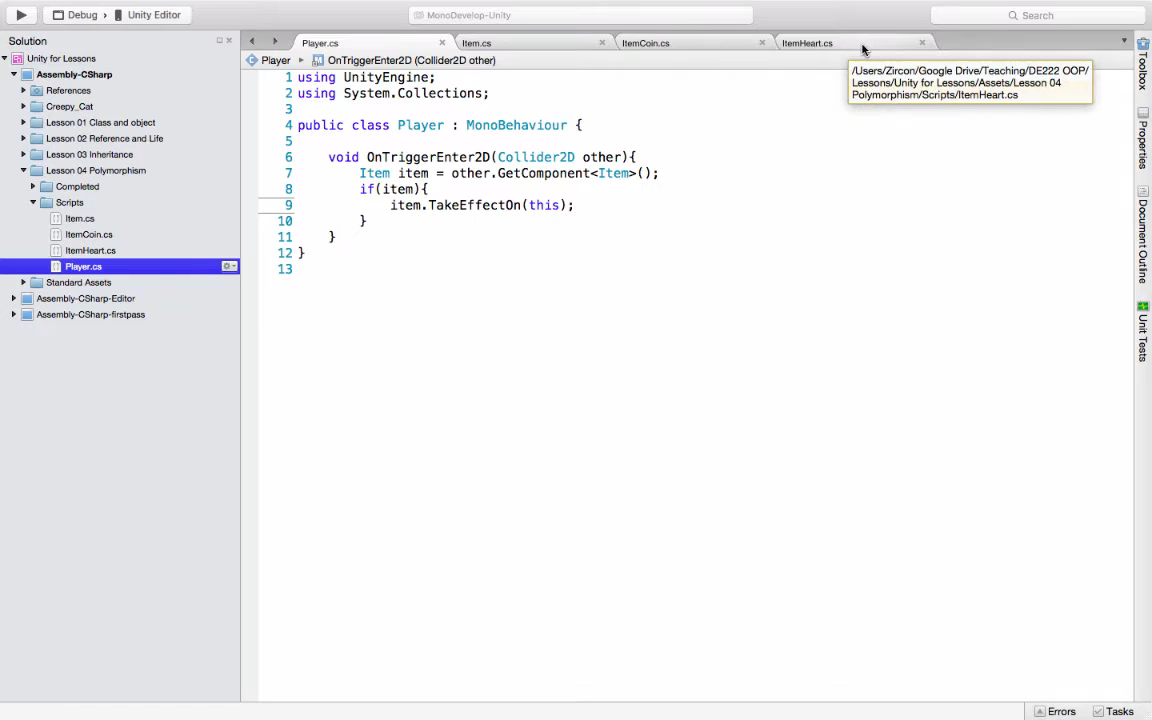 Debug › Unity Editor
MonoDevelop-Unity
Search
Solution
Player.cs
Item.cs
ItemCoin.cs
ItemHeart.cs
Player
OnTriggerEnter2D (Collider2D other)
/Users/Zircon/Google Drive/Teaching/DE222 OOP/
Lessons/Unity for Lessons/Assets/Lesson 04
Polymorphism/Scripts/ItemHeart.cs
Unity for Lessons
Assembly-CSharp
References
Creepy_Cat
Lesson 01 Class and object
Lesson 02 Reference and Life
Lesson 03 Inheritance
Lesson 04 Polymorphism
Completed
Scripts
Item.cs
ItemCoin.cs
ItemHeart.cs
Player.cs
Standard Assets
Assembly-CSharp-Editor
Assembly-CSharp-firstpass
1 using UnityEngine;
2 using System.Collections;
3
4 public class Player : MonoBehaviour {
5
6 void OnTriggerEnter2D(Collider2D other){
7 Item item = other.GetComponent<Item>();
8 if(item){
9 item.TakeEffectOn(this);
10 }
11 }
12 }
13
Toolbox
Properties
Document Outline
Unit Tests
Errors
Tasks